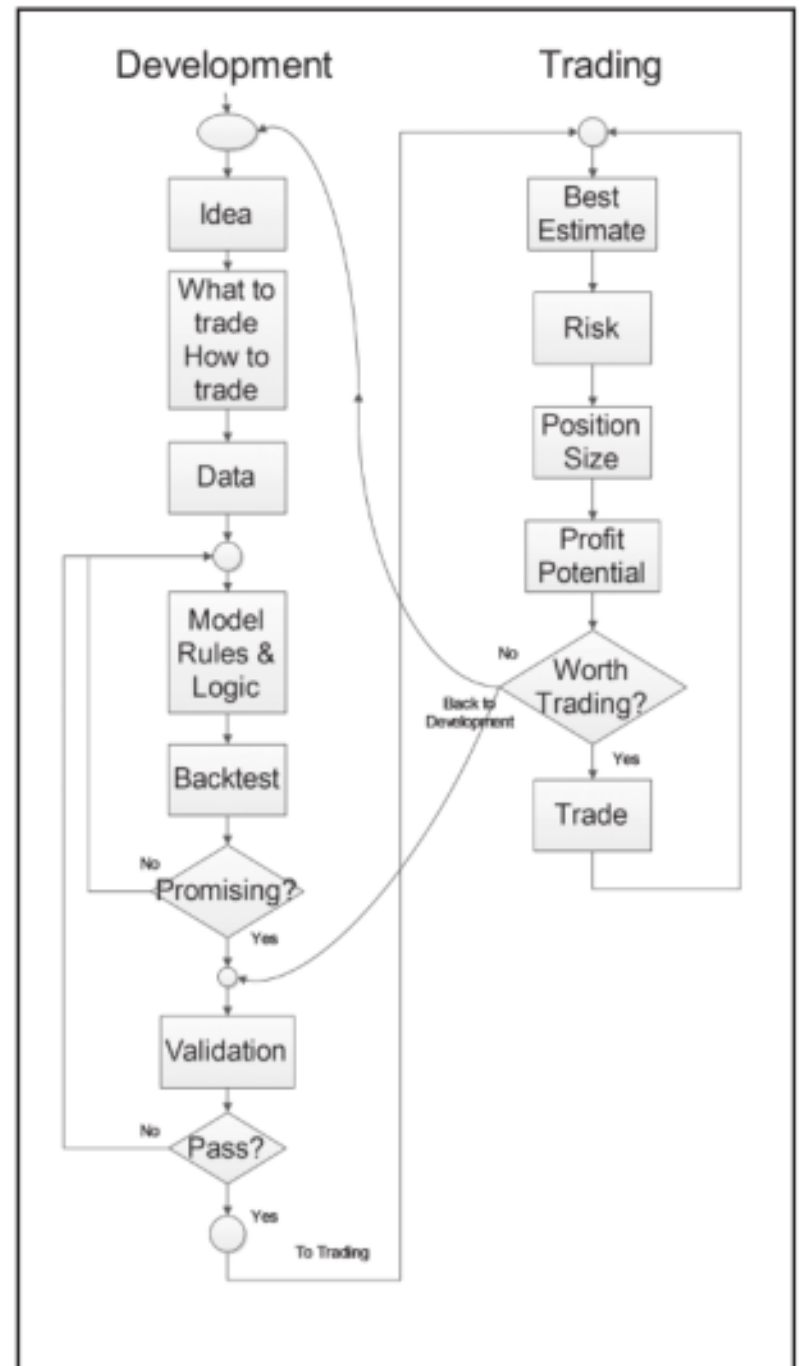 Development
Idea
What to
trade
How to
trade
Data
Model
Rules &
Logic
Backtest
No
Promising?
Yes
Validation
No
Pass?
Yes
To Trading
Trading
Best
Estimate
Risk
Position
Size
Profit
Potential
No
Worth
Trading?
Back to
Development
Yes
Trade